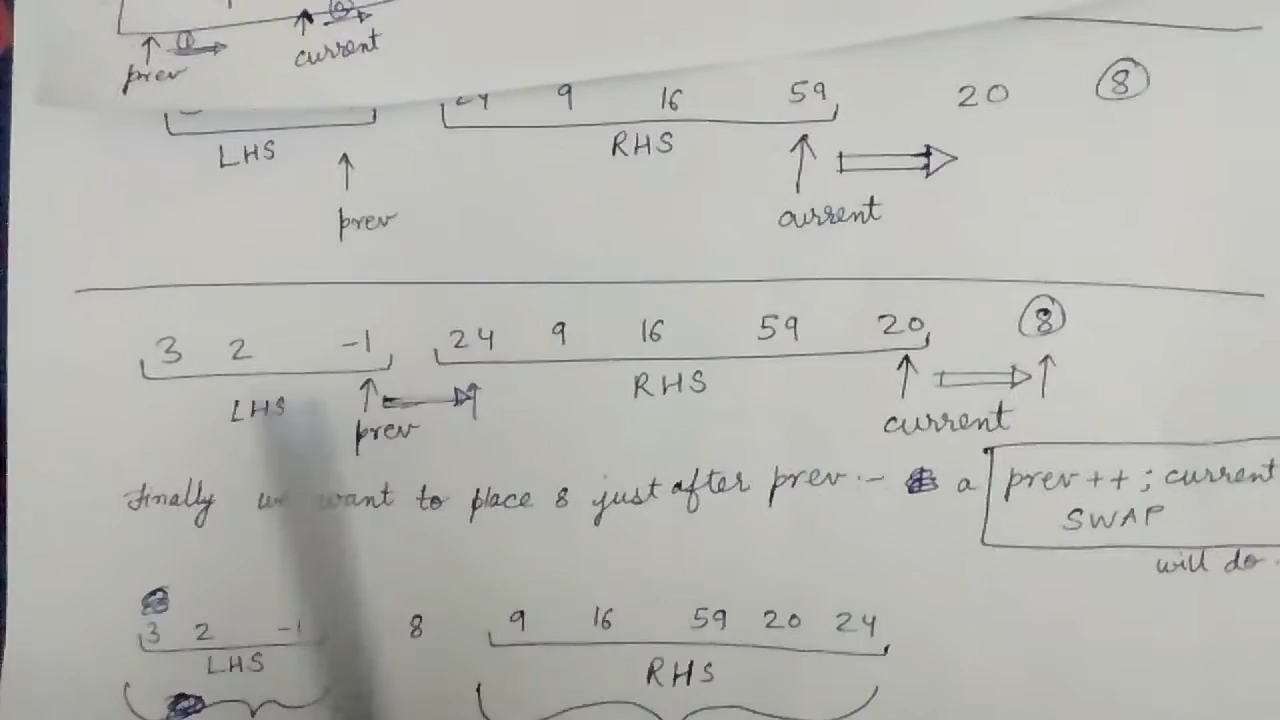 prev current
24 9 16 59 20 8
LHS RHS
prev current
3 2 -1 24 9 16 59 20 8
LHS RHS
prev current
Finally we want to place 8 just after prev.- a prev++; current
SWAP
will do.
3 2 -1 8 9 16 59 20 24
LHS RHS